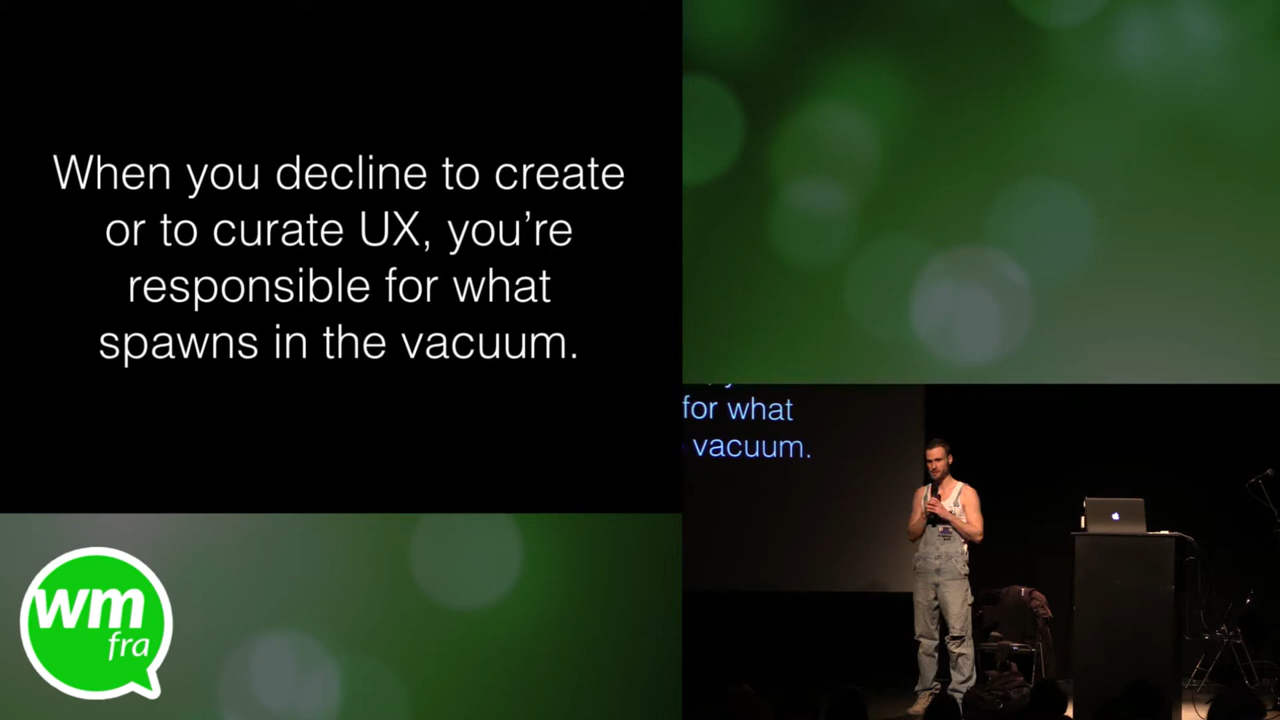 When you decline to create
or to curate UX, you’re
responsible for what
spawns in the vacuum.
for what
vacuum.
wm
fra